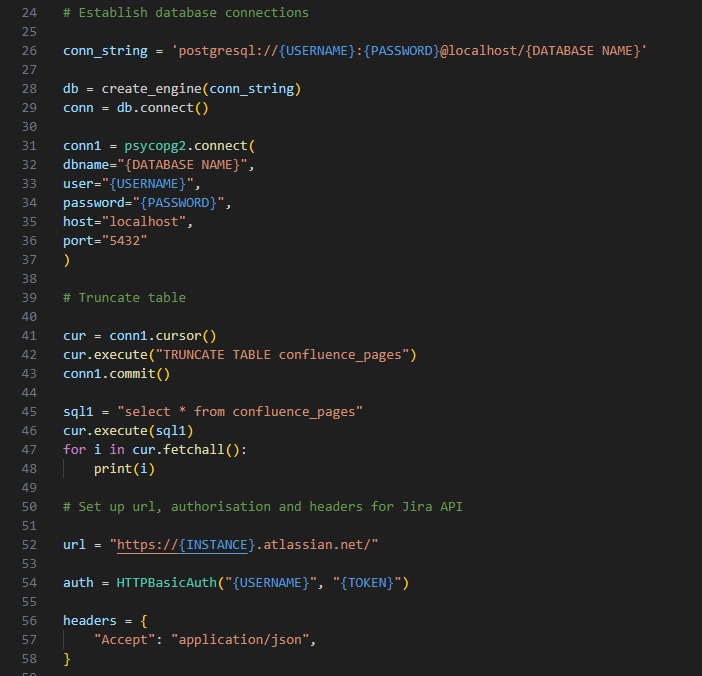 24 # Establish database connections
25
26 conn_string = 'postgresql://{USERNAME}:{PASSWORD}@localhost/{DATABASE NAME}'
27
28 db = create_engine(conn_string)
29 conn = db.connect()
30
31 conn1 = psycopg2.connect(
32 dbname="{DATABASE NAME}",
33 user="{USERNAME}",
34 password="{PASSWORD}",
35 host="localhost",
36 port="5432"
37 )
38
39 # Truncate table
40
41 cur = conn1.cursor()
42 cur.execute("TRUNCATE TABLE confluence_pages")
43 conn1.commit()
44
45 sql1 = "select * from confluence_pages"
46 cur.execute(sql1)
47 for i in cur.fetchall():
48     print(i)
49
50 # Set up url, authorisation and headers for Jira API
51
52 url = "https://{INSTANCE}.atlassian.net/"
53
54 auth = HTTPBasicAuth("{USERNAME}", "{TOKEN}")
55
56 headers = {
57     "Accept": "application/json",
58 }